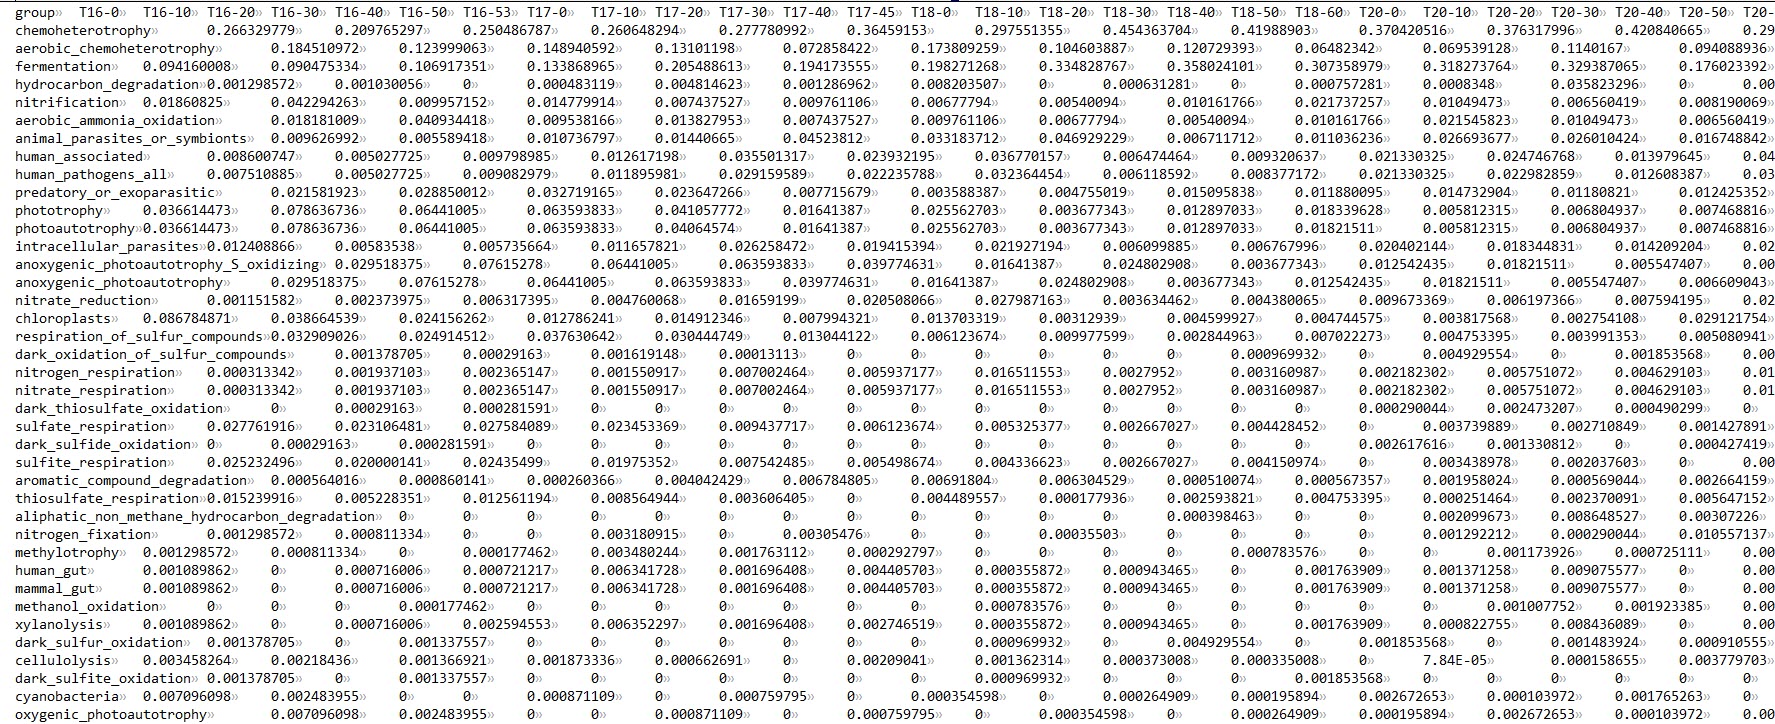 group T16-0 T16-10 T16-20 T16-30 T16-40 T16-50 T16-53 T17-0 T17-10 T17-20 T17-30 T17-40 T17-45 T18-0 T18-10 T18-20 T18-30 T18-40 T18-50 T18-60 T20-0 T20-10 T20-20 T20-30 T20-40 T20-50 T20-
chemoheterotrophy 0.266329779 0.209765297 0.250486787 0.260648294 0.277780992 0.36459153 0.297551355 0.454363704 0.41988903 0.370420516 0.376317996 0.420840665 0.29
aerobic_chemoheterotrophy 0.184510972 0.123999063 0.148940592 0.13101198 0.072858422 0.173809259 0.104603887 0.120729393 0.06482342 0.069539128 0.1140167 0.094088936
fermentation 0.094160008 0.090475334 0.106917351 0.133868965 0.205488613 0.194173555 0.198271268 0.334828767 0.358024101 0.307358979 0.318273764 0.329387065 0.176023392
hydrocarbon_degradation 0.001298572 0.001030056 0 0.000483119 0.004814623 0.001286962 0.008203507 0 0.000631281 0 0.000757281 0.0008348 0.035823296 0 0.00
nitrification 0.01860825 0.042294263 0.009957152 0.014779914 0.007437527 0.009761106 0.00677794 0.00540094 0.010161766 0.021737257 0.01049473 0.006560419 0.008190069
aerobic_ammonia_oxidation 0.018181009 0.040934418 0.009538166 0.013827953 0.007437527 0.009761106 0.00677794 0.00540094 0.010161766 0.021545823 0.01049473 0.006560419
animal_parasites_or_symbionts 0.009626992 0.005589418 0.010736797 0.01440665 0.04523812 0.033183712 0.046929229 0.006711712 0.011036236 0.026693677 0.026010424 0.016748842
human_associated 0.008600747 0.005027725 0.009798985 0.012617198 0.035501317 0.023932195 0.036770157 0.006474464 0.009320637 0.021330325 0.024746768 0.013979645 0.04
human_pathogens_all 0.007510885 0.005027725 0.009082979 0.011895981 0.029159589 0.022235788 0.032364454 0.006118592 0.008377172 0.021330325 0.022982859 0.012608387 0.03
predatory_or_exoparasitic 0.021581923 0.028850012 0.032719165 0.023647266 0.007715679 0.003588387 0.004755019 0.015095838 0.011880095 0.014732904 0.01180821 0.012425352
phototrophy 0.036614473 0.078636736 0.06441005 0.063593833 0.041057772 0.01641387 0.025562703 0.003677343 0.012897033 0.018339628 0.005812315 0.006804937 0.007468816
photoautotrophy 0.036614473 0.078636736 0.06441005 0.063593833 0.04064574 0.01641387 0.025562703 0.003677343 0.012897033 0.01821511 0.005812315 0.006804937 0.007468816
intracellular_parasites 0.012408866 0.00583538 0.005735664 0.011657821 0.026258472 0.019415394 0.021927194 0.006099885 0.006767996 0.020402144 0.018344831 0.014209204 0.02
anoxygenic_photoautotrophy_S_oxidizing 0.029518375 0.07615278 0.06441005 0.063593833 0.039774631 0.01641387 0.024802908 0.003677343 0.012542435 0.01821511 0.005547407 0.00
anoxygenic_photoautotrophy 0.029518375 0.07615278 0.06441005 0.063593833 0.039774631 0.01641387 0.024802908 0.003677343 0.012542435 0.01821511 0.005547407 0.006609043
nitrate_reduction 0.001151582 0.002373975 0.006317395 0.004760068 0.01659199 0.020508066 0.027987163 0.003634462 0.004380065 0.009673369 0.006197366 0.007594195 0.02
chloroplasts 0.086784871 0.038664539 0.024156262 0.012786241 0.014912346 0.007994321 0.013703319 0.00312939 0.004599927 0.004744575 0.003817568 0.002754108 0.029121754
respiration_of_sulfur_compounds 0.032909026 0.024914512 0.037630642 0.030444749 0.013044122 0.006123674 0.009977599 0.002844963 0.007022273 0.004753395 0.003991353 0.005080941
dark_oxidation_of_sulfur_compounds 0.001378705 0.00029163 0.001619148 0.00013113 0 0 0 0.000969932 0 0.004929554 0 0.001853568 0.00
nitrogen_respiration 0.000313342 0.001937103 0.002365147 0.001550917 0.007002464 0.005937177 0.016511553 0.0027952 0.003160987 0.002182302 0.005751072 0.004629103 0.01
nitrate_respiration 0.000313342 0.001937103 0.002365147 0.001550917 0.007002464 0.005937177 0.016511553 0.0027952 0.003160987 0.002182302 0.005751072 0.004629103 0.01
dark_thiosulfate_oxidation 0 0.00029163 0.000281591 0 0 0 0 0 0 0 0 0.000290044 0.002473207 0.000490299 0
sulfate_respiration 0.027761916 0.023106481 0.027584089 0.023453369 0.009437717 0.006123674 0.005325377 0.002667027 0.004428452 0 0.003739889 0.002710849 0.001427891
dark_sulfide_oxidation 0 0.00029163 0.000281591 0 0 0 0 0 0 0 0 0.002617616 0.001330812 0 0.000427419
sulfite_respiration 0.025232496 0.020000141 0.02435499 0.01975352 0.007542485 0.005498674 0.004336623 0.002667027 0.004150974 0 0.003438978 0.002037603 0 0.00
aromatic_compound_degradation 0.000564016 0.000860141 0.000260366 0.004042429 0.006784805 0.00691804 0.006304529 0.000510074 0.000567357 0.001958024 0.000569044 0.002664159
thiosulfate_respiration 0.015239916 0.005228351 0.012561194 0.008564944 0.003606405 0 0.004489557 0.000177936 0.002593821 0.004753395 0.000251464 0.002370091 0.005647152
aliphatic_non_methane_hydrocarbon_degradation 0 0 0 0 0 0 0 0 0 0.000398463 0 0 0.002099673 0.008648527 0.00307226 0
nitrogen_fixation 0.001298572 0.000811334 0 0.003180915 0 0.00305476 0 0.00035503 0 0 0 0.001292212 0.000290044 0.010557137
methylotrophy 0.001298572 0.000811334 0 0.000177462 0.003480244 0.001763112 0.000292797 0 0 0.000783576 0 0 0.001173926 0.000725111 0.00
human_gut 0.001089862 0 0.000716006 0.000721217 0.006341728 0.001696408 0.004405703 0.000355872 0.000943465 0 0.001763909 0.001371258 0.009075577 0 0.00
mammal_gut 0.001089862 0 0.000716006 0.000721217 0.006341728 0.001696408 0.004405703 0.000355872 0.000943465 0 0.001763909 0.001371258 0.009075577 0 0.00
methanol_oxidation 0 0 0 0.000177462 0 0 0 0 0.000783576 0 0 0 0.001007752 0.001923385 0.00
xylanolysis 0.001089862 0 0.000716006 0.002594553 0.006352297 0.001696408 0.002746519 0.000355872 0.000943465 0 0.001763909 0.000822755 0.008436089 0 0.00
dark_sulfur_oxidation 0.001378705 0 0.001337557 0 0 0 0 0.000969932 0 0.004929554 0 0.001853568 0 0.001483924 0.000910555
cellulolysis 0.003458264 0.00218436 0.001366921 0.001873336 0.000662691 0 0.00209041 0.001362314 0.000373008 0.000335008 0 7.84E-05 0.000158655 0.003779703
dark_sulfite_oxidation 0.001378705 0 0.001337557 0 0 0 0 0.000969932 0 0 0 0.001853568 0 0 0 0
cyanobacteria 0.007096098 0.002483955 0 0 0.000871109 0 0.000759795 0 0.000354598 0 0.000264909 0.000195894 0.002672653 0.000103972 0.001765263 0
oxygenic_photoautotrophy 0.007096098 0.002483955 0 0 0.000871109 0 0.000759795 0 0.000354598 0 0.000264909 0.000195894 0.002672653 0.000103972